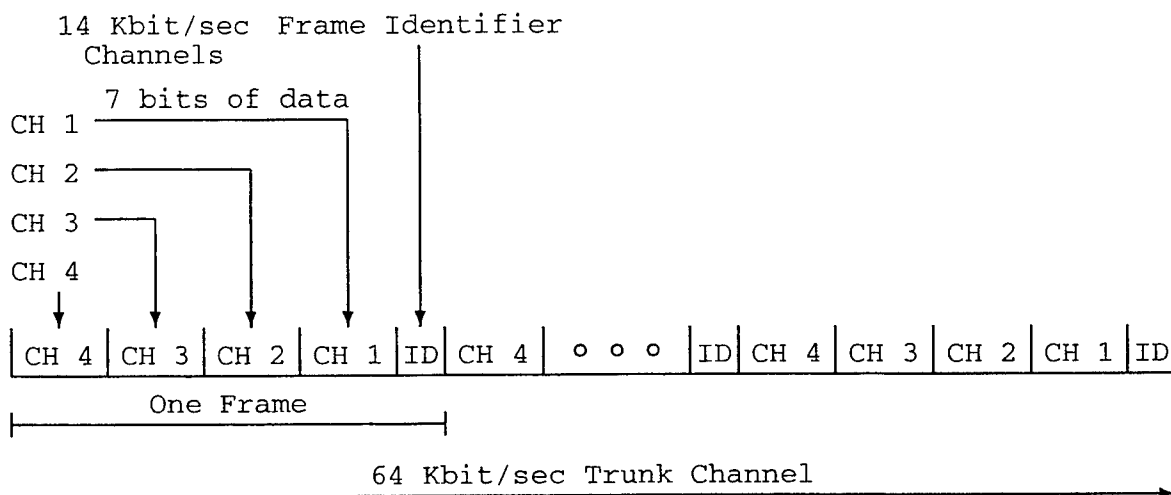 14 Kbit/sec Frame Identifier
Channels
7 bits of data
CH 1
CH 2
CH 3
CH 4
CH 4 CH 3 CH 2 CH 1 ID CH 4 o o o ID CH 4 CH 3 CH 2 CH 1 ID
One Frame
64 Kbit/sec Trunk Channel